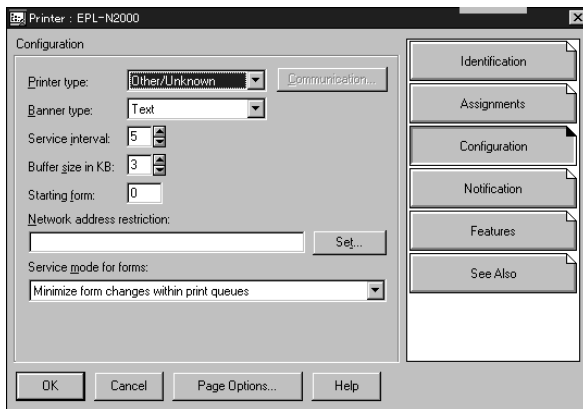 Printer : EPL-N2000
Configuration
Printer type: Other/Unknown Communication...
Banner type: Text
Service interval: 5
Buffer size in KB: 3
Starting form: 0
Network address restriction:
Set...
Service mode for forms:
Minimize form changes within print queues
OK Cancel Page Options... Help
Identification
Assignments
Configuration
Notification
Features
See Also